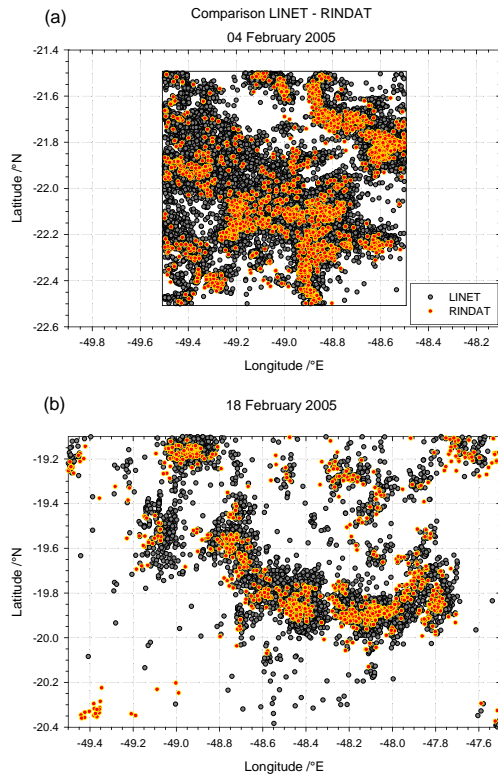 Comparison LINET - RINDAT
(a)
04 February 2005
-21.4
-21.6
-21.8
-22.0
-22.2
-22.4
-22.6
Latitude /°N
-49.8 -49.6 -49.4 -49.2 -49.0 -48.8 -48.6 -48.4 -48.2
Longitude /°E
LINET
RINDAT
(b)
18 February 2005
-19.2
-19.4
-19.6
-19.8
-20.0
-20.2
-20.4
Latitude /°N
-49.4 -49.2 -49.0 -48.8 -48.6 -48.4 -48.2 -48.0 -47.8 -47.6
Longitude /°E